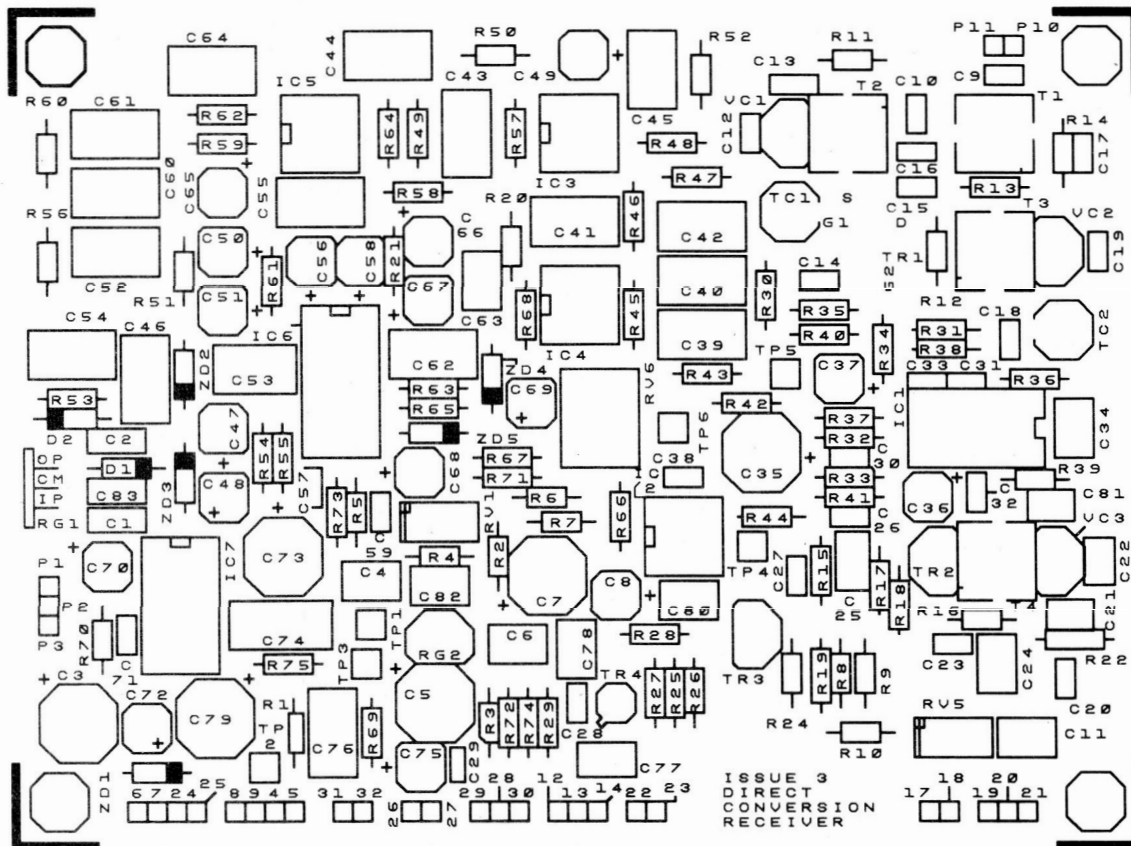 C64
C44
R50
R11
P11 P10
R52
C13
C10
C9
IC5
C43
C49
T2
T1
R60
C61
R62
R64
R49
R57
C45
C12
VC1
R14
C17
R59
R48
C16
C60
C65
C55
R58
IC3
R47
R13
R56
R20
R46
TC1
S
G1
C15
D
T3
VC2
C50
C56
C58
R21
C66
C41
C42
TR1
C19
G2
C52
R51
R61
C51
C67
C63
R68
R45
C40
R30
C14
R35
R12
C18
TC2
C54
C46
IC6
C62
IC4
C39
R40
R34
R31
R38
ZD2
C53
ZD4
RV6
TP5
C37
C33 C31
R36
R53
R63
R65
C69
R43
R42
IC1
C34
D2
C2
C47
ZD5
TP6
R37
R32
OP
D1
R54
R55
C68
R67
R71
IC2
C38
C35
C30
R39
CM
C83
ZD3
C48
C57
R33
IP
R73
R5
RV1
R6
R66
R41
C36
C32
C81
RG1
C1
R7
R44
C26
VC3
C70
IC7
C73
C59
R4
R2
C7
C8
TP4
C27
R15
R17
TR2
C22
P1
C4
C82
C80
R18
P2
C25
R16
T4
C21
P3
R70
C71
C74
TP1
RG2
C6
C78
R28
TR3
C23
C24
R22
R75
TP3
C3
C72
C79
R1
C5
R3
R72
R74
R29
C28
TR4
R27
R25
R26
R24
R19
R8
R9
C20
TP2
C76
R69
C75
C29
C77
R10
RV5
C11
ZD1
6 7 24 25
8 9 4 5
31 32
26 27
29 28 30
12 13 14
22 23
ISSUE 3
DIRECT
CONVERSION
RECEIVER
17 18
19 20 21